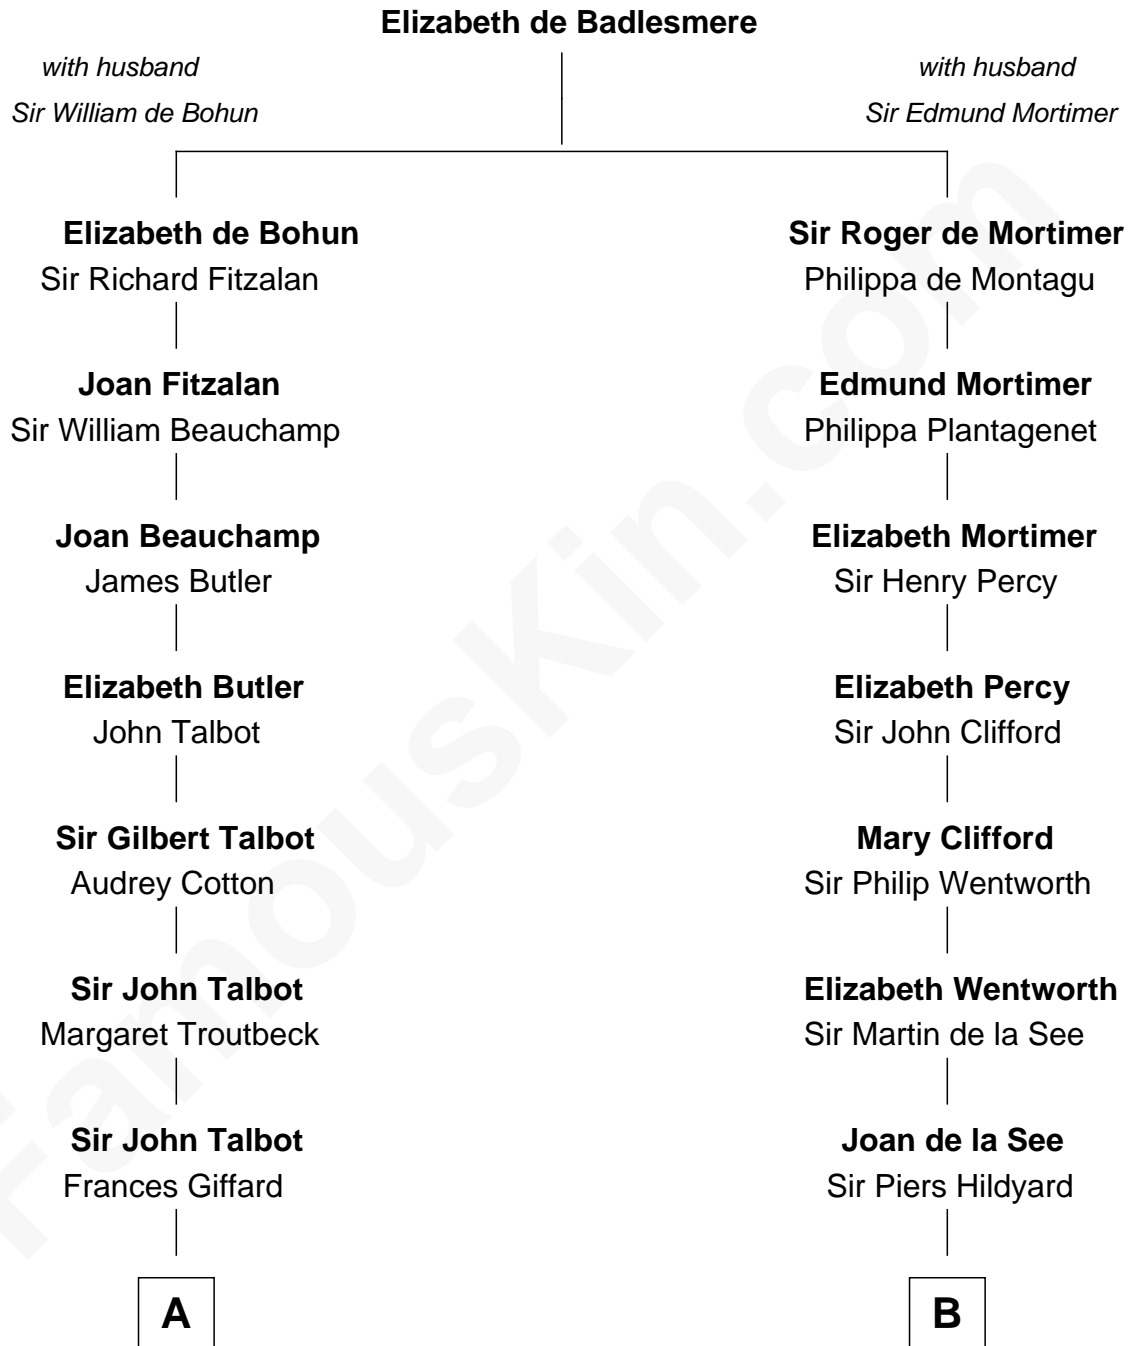 Elizabeth de Badlesmere
with husband
Sir William de Bohun
with husband
Sir Edmund Mortimer
Elizabeth de Bohun
Sir Richard Fitzalan
Sir Roger de Mortimer
Philippa de Montagu
Joan Fitzalan
Sir William Beauchamp
Edmund Mortimer
Philippa Plantagenet
Joan Beauchamp
James Butler
Elizabeth Mortimer
Sir Henry Percy
Elizabeth Butler
John Talbot
Elizabeth Percy
Sir John Clifford
Sir Gilbert Talbot
Audrey Cotton
Mary Clifford
Sir Philip Wentworth
Sir John Talbot
Margaret Troutbeck
Elizabeth Wentworth
Sir Martin de la See
Sir John Talbot
Frances Giffard
Joan de la See
Sir Piers Hildyard
A
B
FamousKin.com